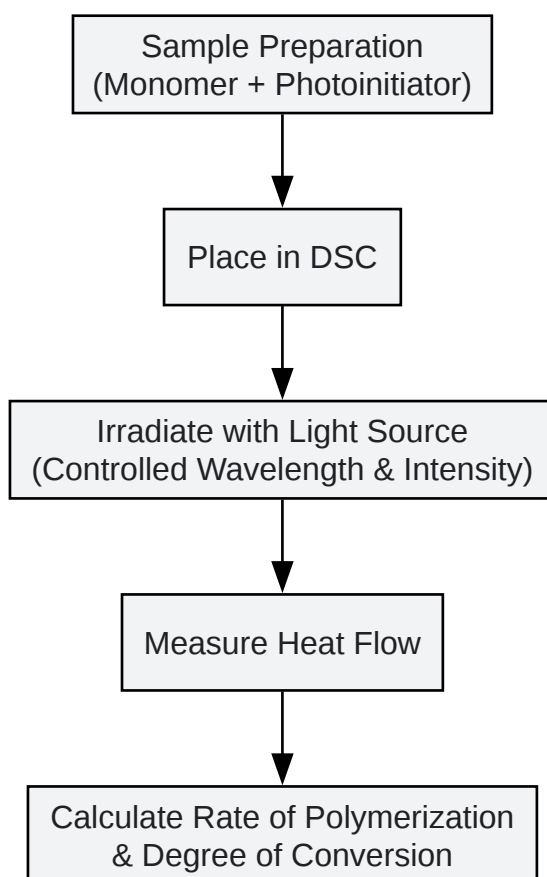 Sample Preparation
(Monomer + Photoinitiator)
Place in DSC
Irradiate with Light Source
(Controlled Wavelength & Intensity)
Measure Heat Flow
Calculate Rate of Polymerization
& Degree of Conversion